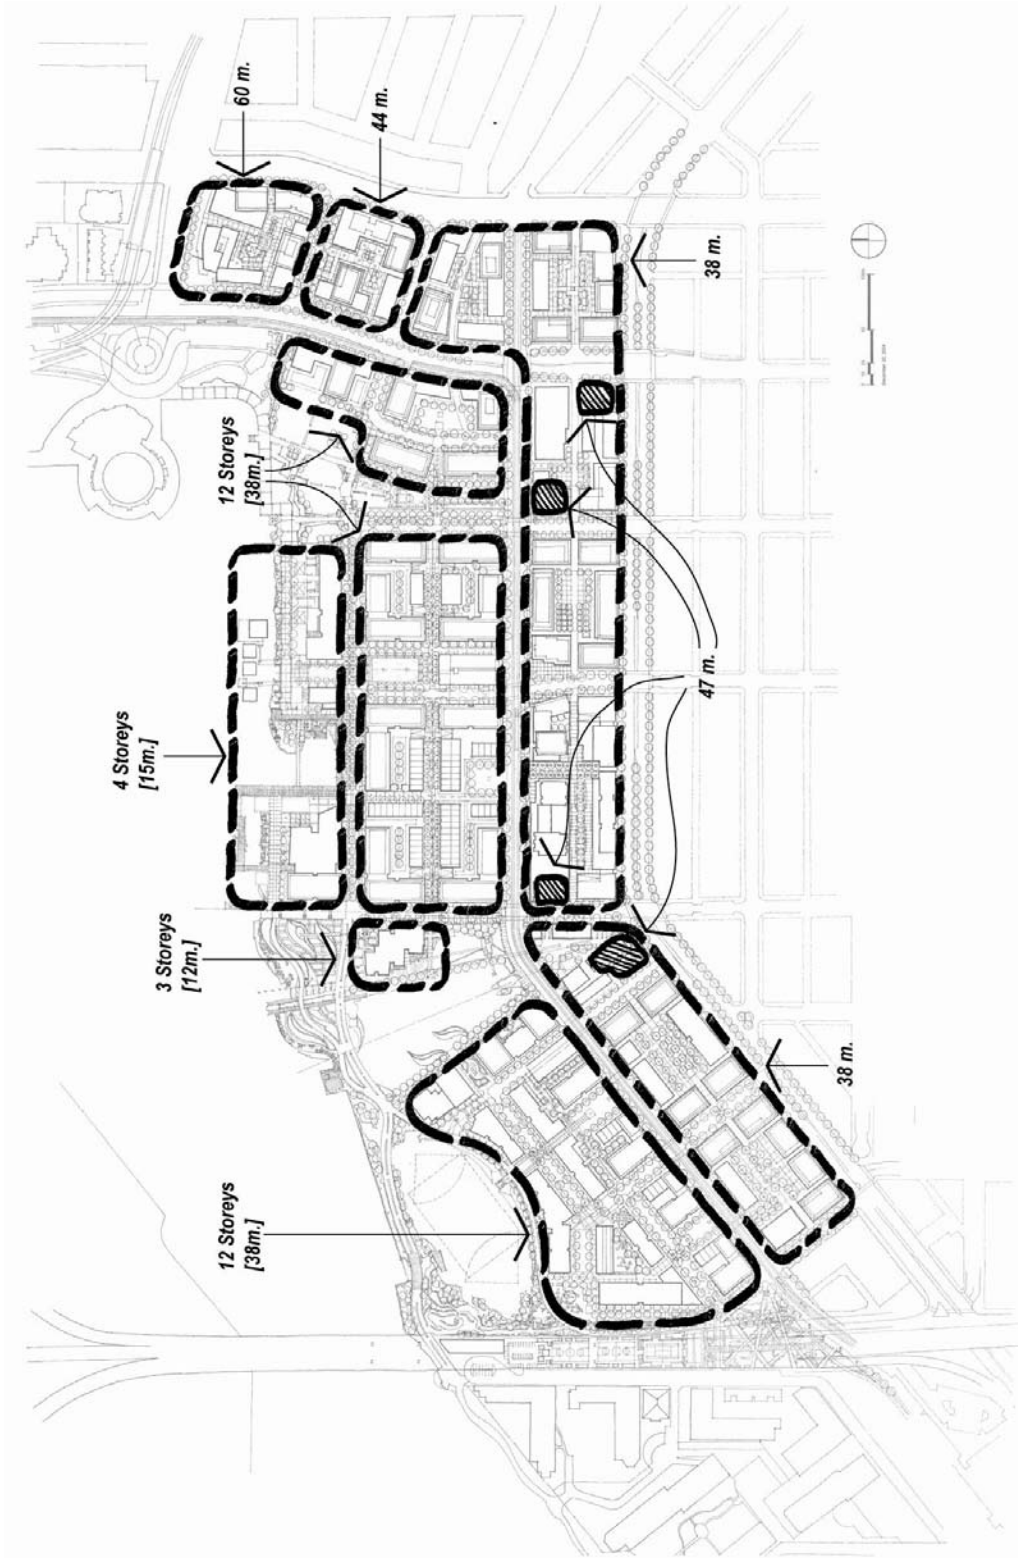 60 m.
44 m.
38 m.
12 Storeys
[38m.]
4 Storeys
[15m.]
47 m.
3 Storeys
[12m.]
38 m.
12 Storeys
[38m.]